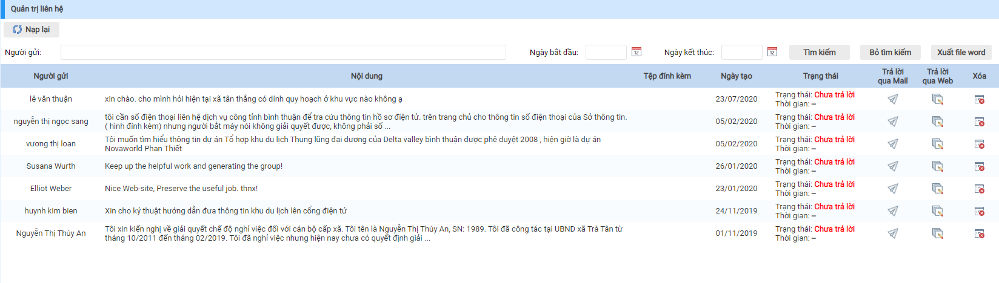 Quản trị liên hệ
Nạp lại
Người gửi: Ngày bắt đầu: 12 Ngày kết thúc: 12 Tìm kiếm Bỏ tìm kiếm Xuất file word
Người gửi Nội dung Tệp đính kèm Ngày tạo Trạng thái Trả lời qua Mail Trả lời qua Web Xóa
lê văn thuận
xin chào. cho mình hỏi hiện tại xã tân thắng có dính quy hoạch ở khu vực nào không ạ
23/07/2020
Trạng thái: Chưa trả lời
Thời gian: --
nguyễn thị ngọc sang
tôi cần số điện thoại liên hệ dịch vụ công tỉnh bình thuận để tra cứu thông tin hồ sơ điện tử. trên trang chủ cho thông tin số điện thoại của Sở thông tin.
( hình đính kèm) nhưng người bắt máy nói không giải quyết được, không phải số ...
05/02/2020
Trạng thái: Chưa trả lời
Thời gian: --
vương thị loan
Tôi muốn tìm hiểu thông tin dự án Tổ hợp khu du lịch Thung lũng đại dương của Delta valley bình thuận được phê duyệt 2008 , hiện giờ là dự án
Novaworld Phan Thiết
05/02/2020
Trạng thái: Chưa trả lời
Thời gian: --
Susana Wurth
Keep up the helpful work and generating the group!
26/01/2020
Trạng thái: Chưa trả lời
Thời gian: --
Elliot Weber
Nice Web-site, Preserve the useful job. thnx!
23/01/2020
Trạng thái: Chưa trả lời
Thời gian: --
huynh kim bien
Xin cho kỷ thuật hướng dẫn đưa thông tin khu du lịch lên cổng điện tử
24/11/2019
Trạng thái: Chưa trả lời
Thời gian: --
Nguyễn Thị Thúy An
Tôi xin kiến nghị về giải quyết chế độ nghỉ việc đối với cán bộ cấp xã. Tôi tên là Nguyễn Thị Thúy An, SN: 1989. Tôi đã công tác tại UBND xã Trà Tân từ
tháng 10/2011 đến tháng 02/2019. Tôi đã nghỉ việc nhưng hiện nay chưa có quyết định giải ...
01/11/2019
Trạng thái: Chưa trả lời
Thời gian: --